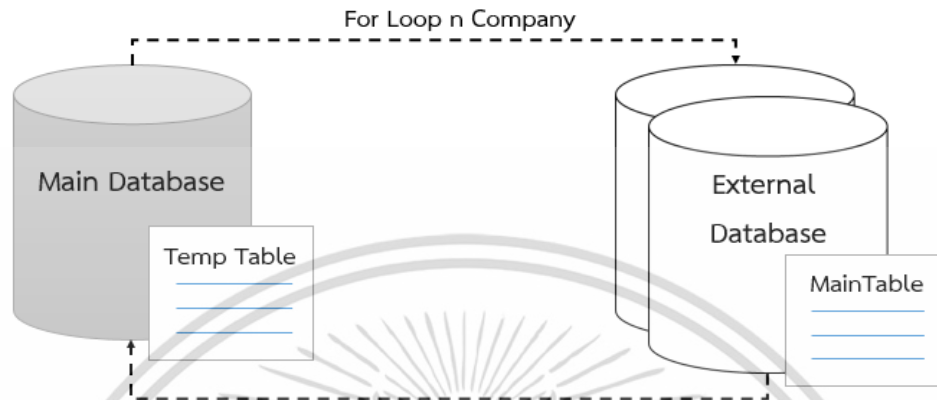 For Loop n Company
Main Database
Temp Table
External
Database
MainTable